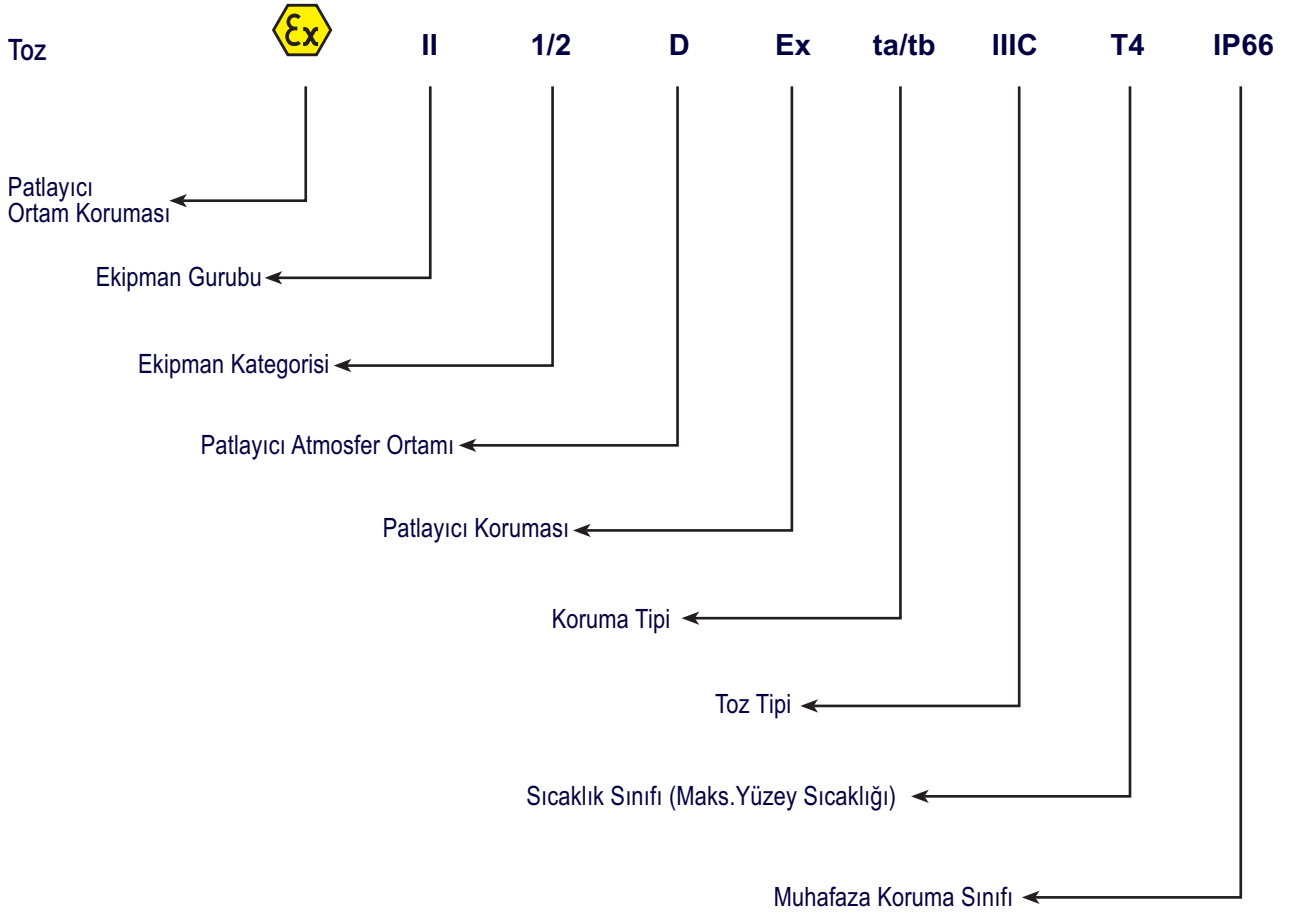 Toz Ex II 1/2 D Ex ta/tb IIIC T4 IP66
Patlayıcı
Ortam Koruması
Ekipman Gurubu
Ekipman Kategorisi
Patlayıcı Atmosfer Ortamı
Patlayıcı Koruması
Koruma Tipi
Toz Tipi
Sıcaklık Sınıfı (Maks.Yüzey Sıcaklığı)
Muhafaza Koruma Sınıfı